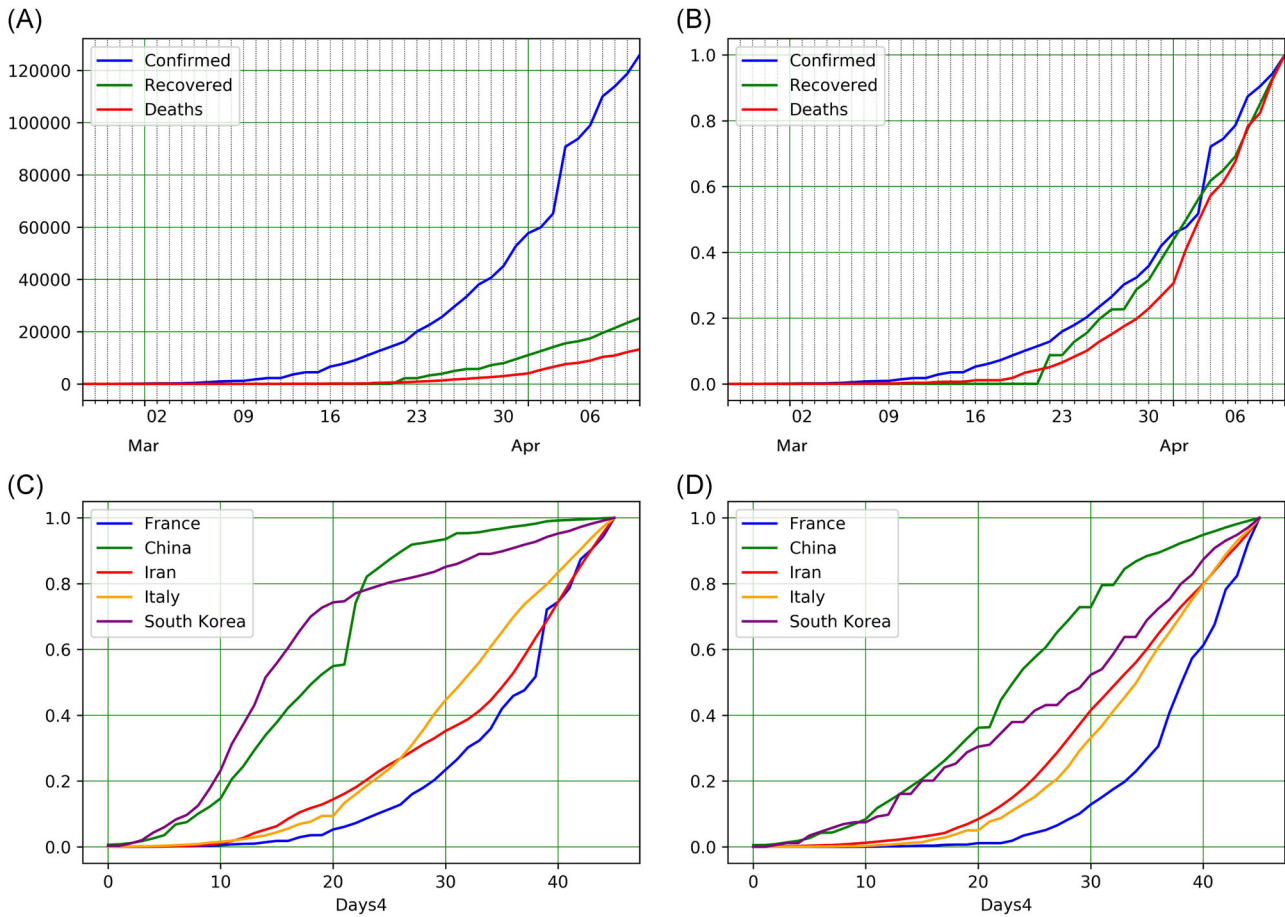 (A)
Confirmed
Recovered
Deaths
120000
100000
80000
60000
40000
20000
0
02 09 16 23 30 06
Mar Apr
(B)
Confirmed
Recovered
Deaths
1.0
0.8
0.6
0.4
0.2
0.0
02 09 16 23 30 06
Mar Apr
(C)
France
China
Iran
Italy
South Korea
1.0
0.8
0.6
0.4
0.2
0.0
0 10 20 30 40
Days4
(D)
France
China
Iran
Italy
South Korea
1.0
0.8
0.6
0.4
0.2
0.0
0 10 20 30 40
Days4